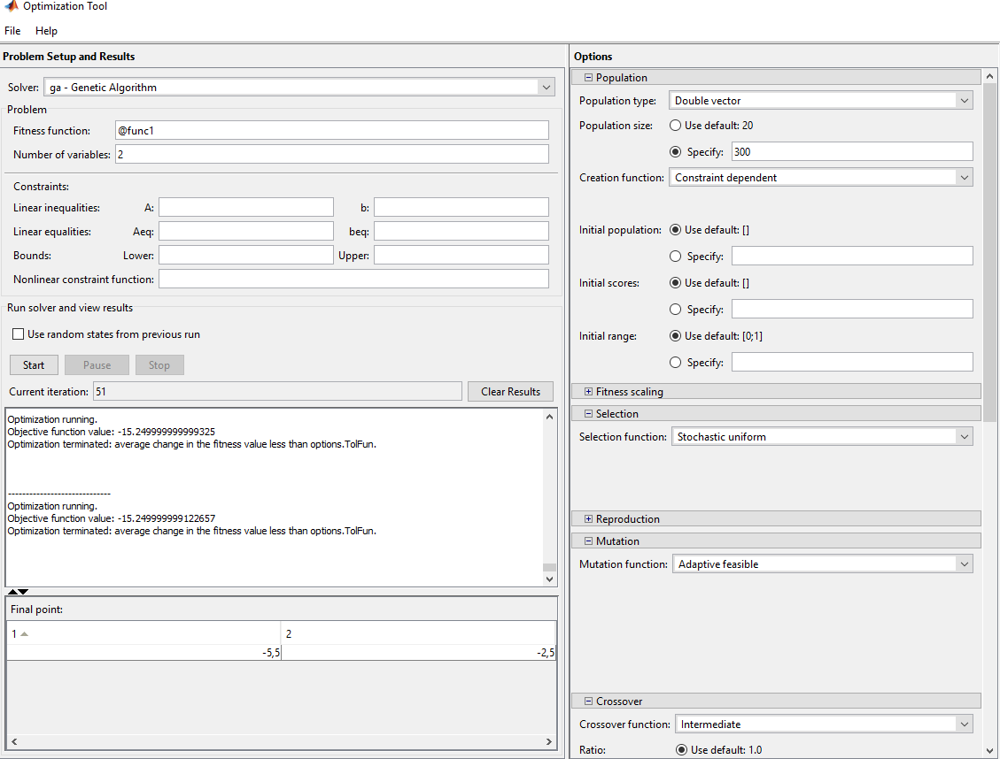 Optimization Tool
File Help
Problem Setup and Results
Solver: ga - Genetic Algorithm
Problem
Fitness function: @func1
Number of variables: 2
Constraints:
Linear inequalities: A: b:
Linear equalities: Aeq: beq:
Bounds: Lower: Upper:
Nonlinear constraint function:
Run solver and view results
Use random states from previous run
Start Pause Stop
Current iteration: 51 Clear Results
Optimization running.
Objective function value: -15.249999999999325
Optimization terminated: average change in the fitness value less than options.TolFun.
-----------------------------
Optimization running.
Objective function value: -15.249999999122657
Optimization terminated: average change in the fitness value less than options.TolFun.
Final point:
1 2
-5,5 -2,5
Options
Population
Population type: Double vector
Population size: Use default: 20
Specify: 300
Creation function: Constraint dependent
Initial population: Use default: []
Specify:
Initial scores: Use default: []
Specify:
Initial range: Use default: [0;1]
Specify:
Fitness scaling
Selection
Selection function: Stochastic uniform
Reproduction
Mutation
Mutation function: Adaptive feasible
Crossover
Crossover function: Intermediate
Ratio: Use default: 1.0